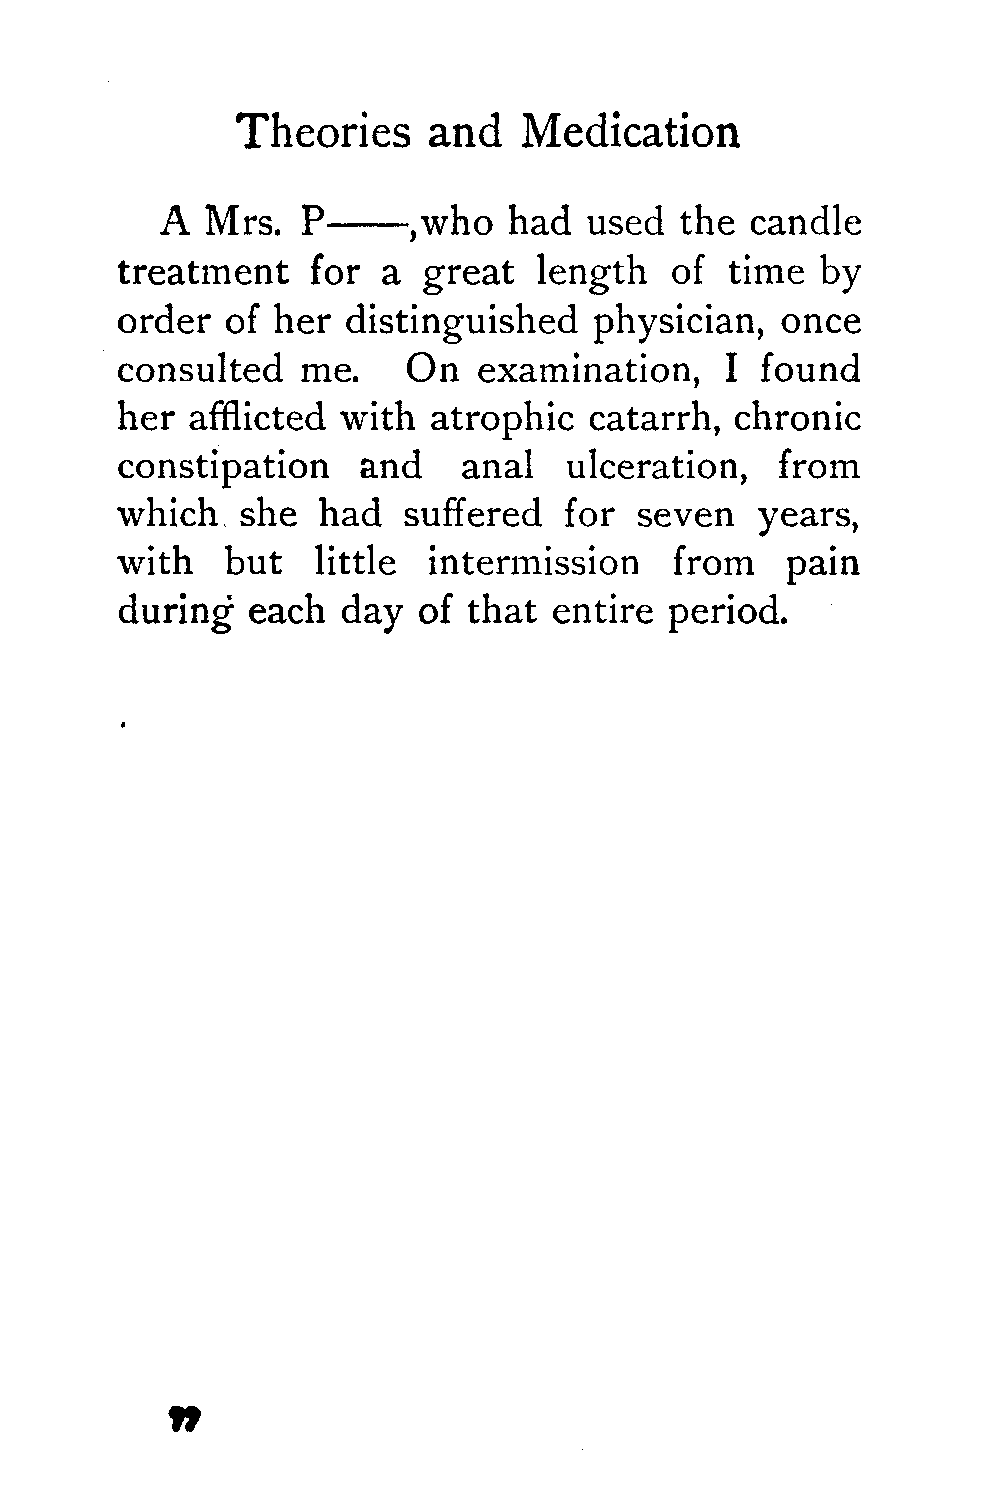 Theories and Medication
A Mrs. P——,who had used the candle
treatment for a great length of time by
order of her distinguished physician, once
consulted me. On examination, I found
her afflicted with atrophic catarrh, chronic
constipation and anal ulceration, from
which she had suffered for seven years,
with but little intermission from pain
during each day of that entire period.
77